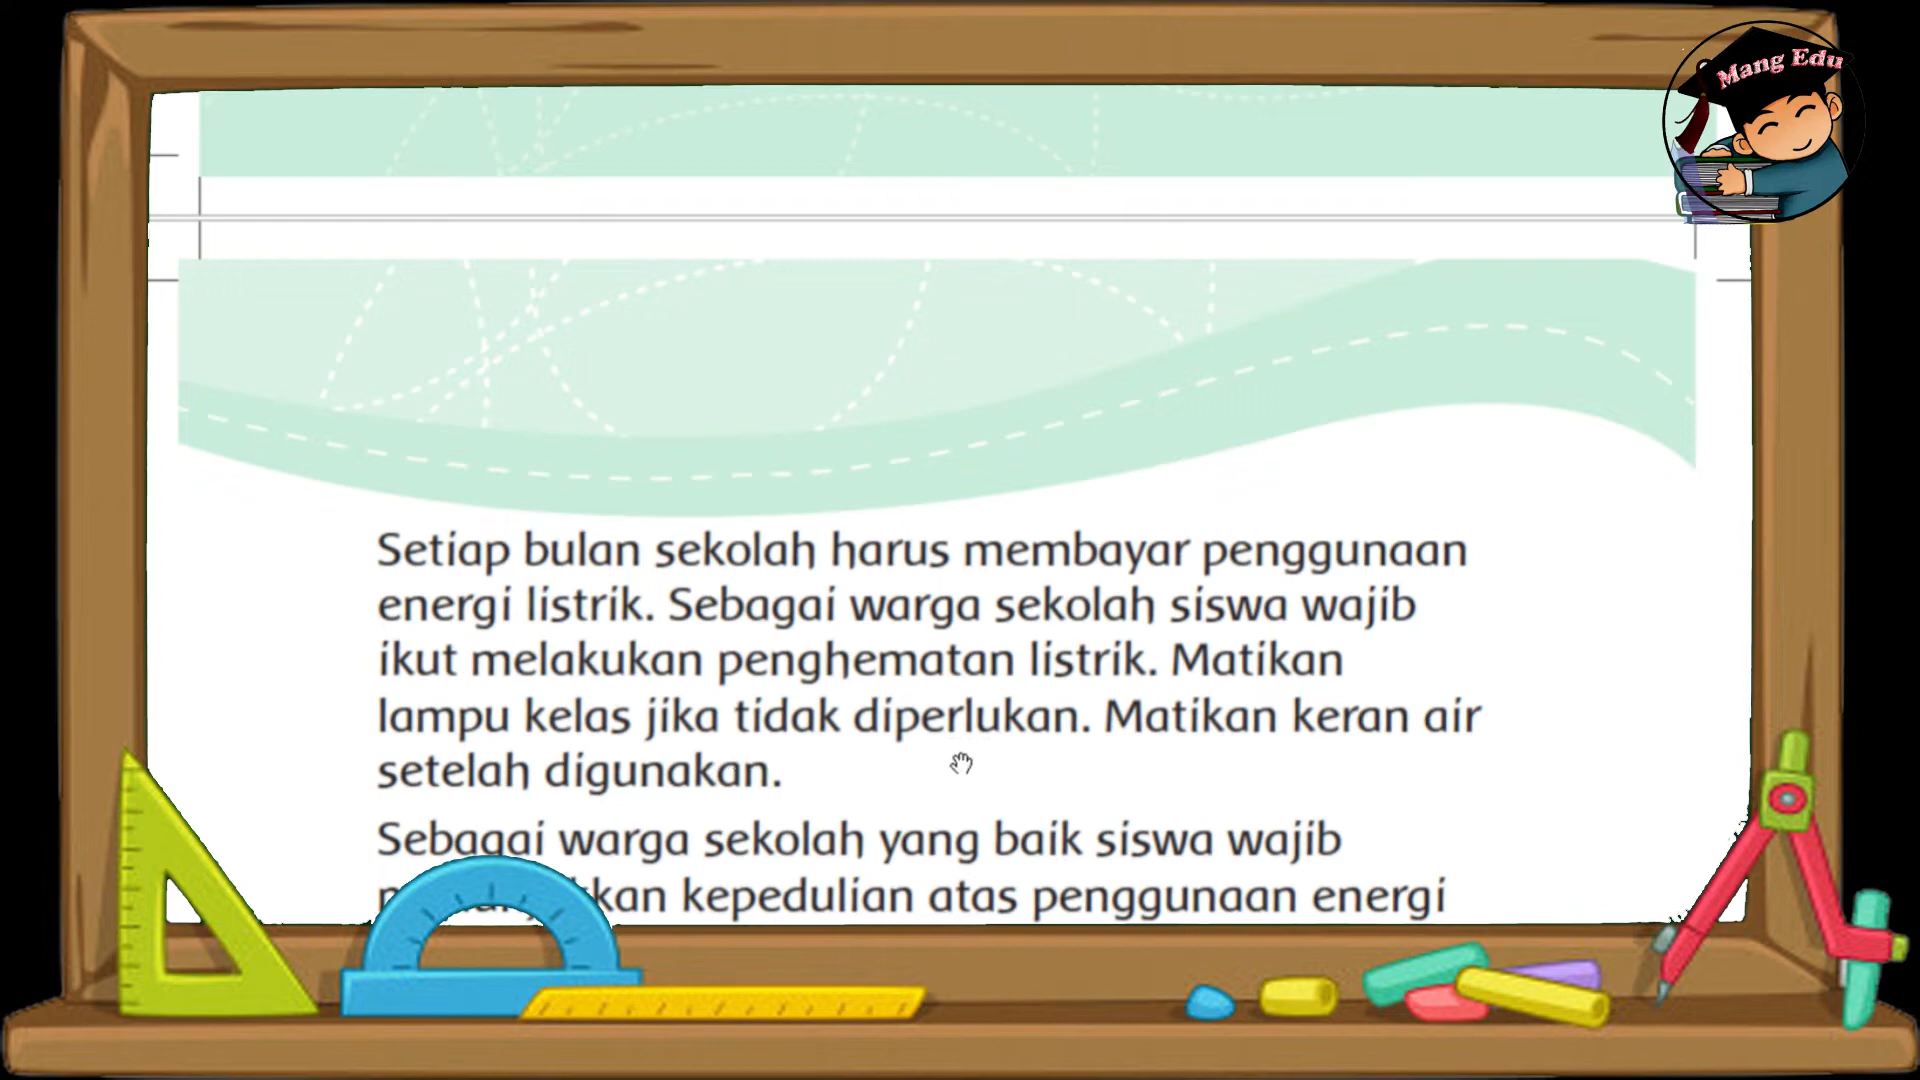 Mang Edu
Setiap bulan sekolah harus membayar penggunaan
energi listrik. Sebagai warga sekolah siswa wajib
ikut melakukan penghematan listrik. Matikan
lampu kelas jika tidak diperlukan. Matikan keran air
setelah digunakan.
Sebagai warga sekolah yang baik siswa wajib
kepedulian atas penggunaan energi